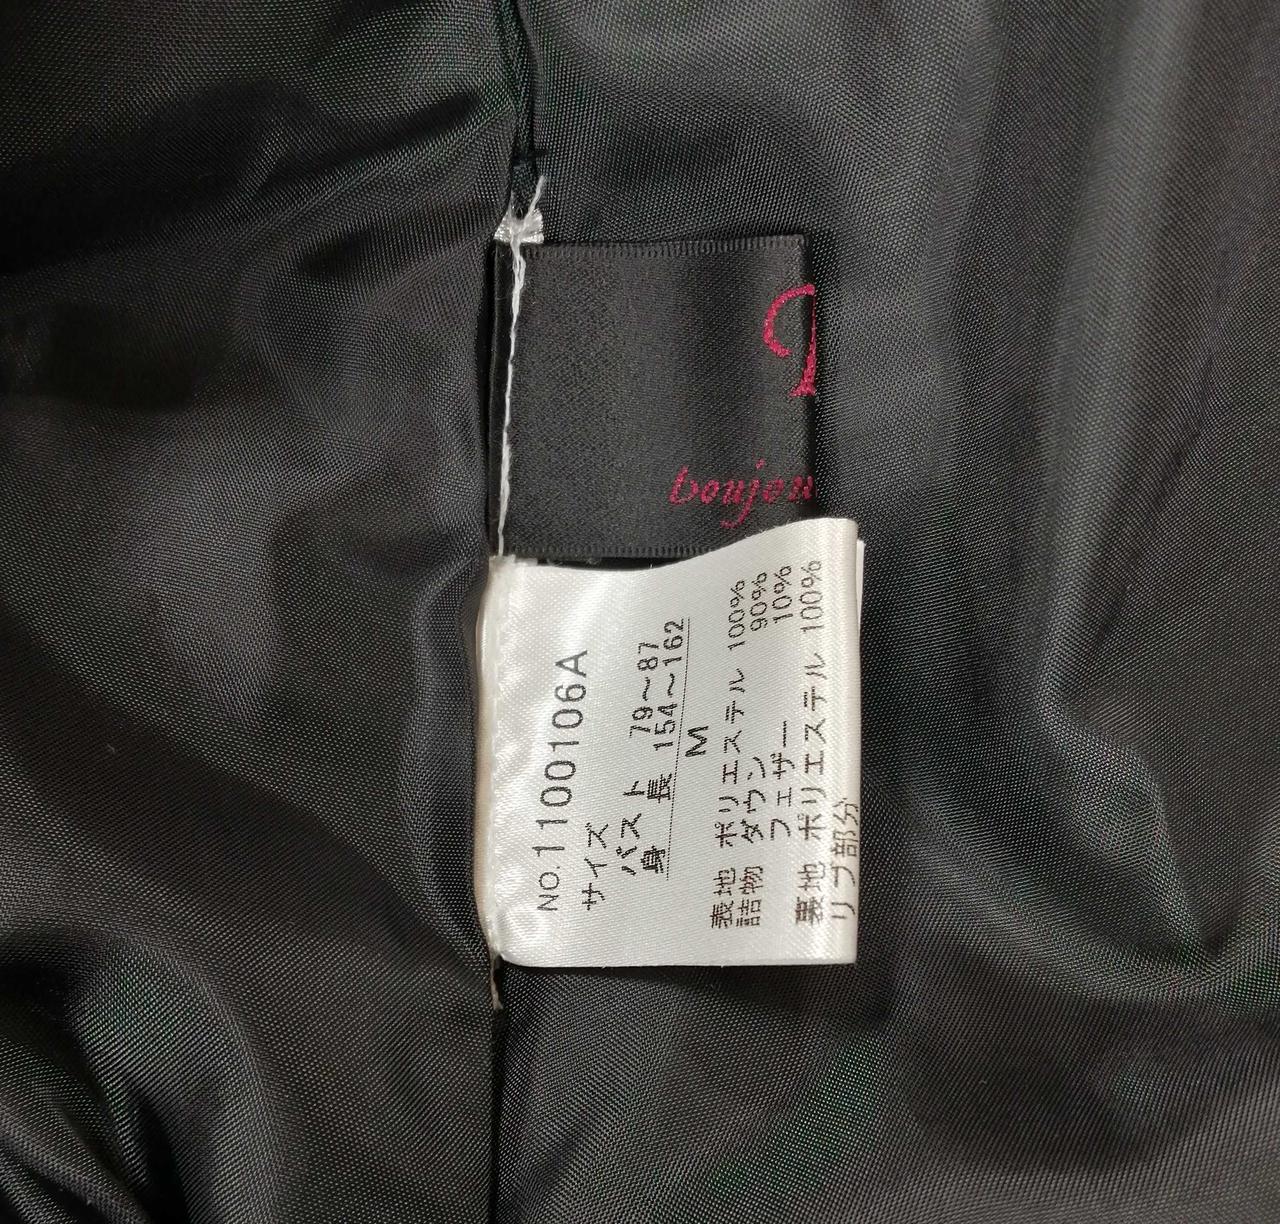 boujou
NO.1100106A
サイズ
バスト 79～87
身長 154～162
M
表地 ポリエステル 100%
詰物 ダウン 90%
フェザー 10%
裏地 ポリエステル 100%
リブ部分